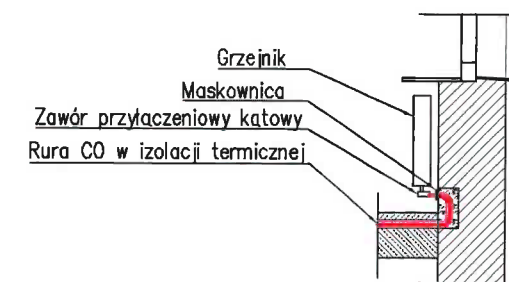 Grzejnik
Maskownica
Zawór przyłączeniowy kątowy
Rura CO w izolacji termicznej